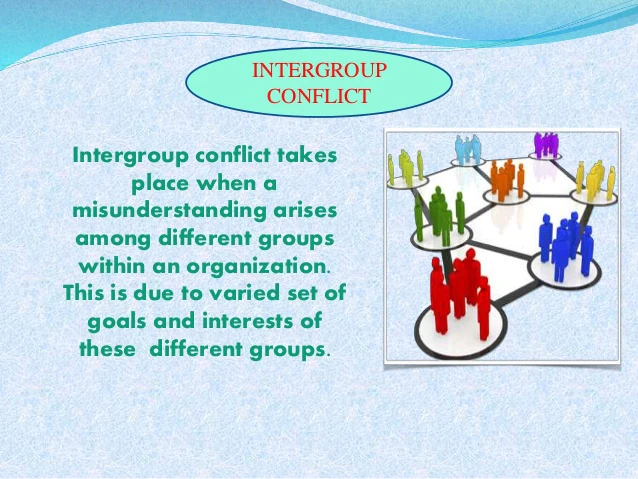 INTERGROUP
CONFLICT
Intergroup conflict takes
place when a
misunderstanding arises
among different groups
within an organization.
This is due to varied set of
goals and interests of
these different groups.